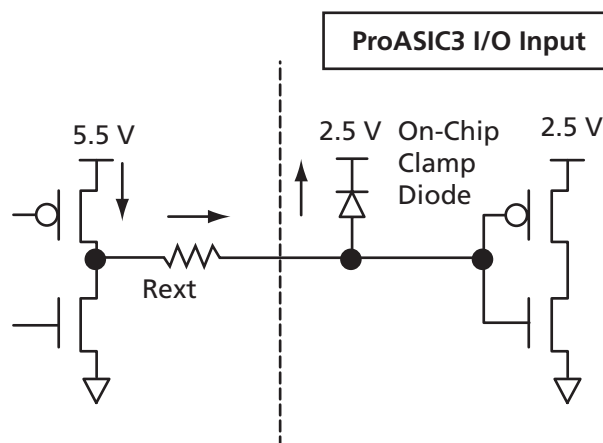 ProASIC3 I/O Input
5.5 V
2.5 V
On-Chip
Clamp
Diode
2.5 V
Rext